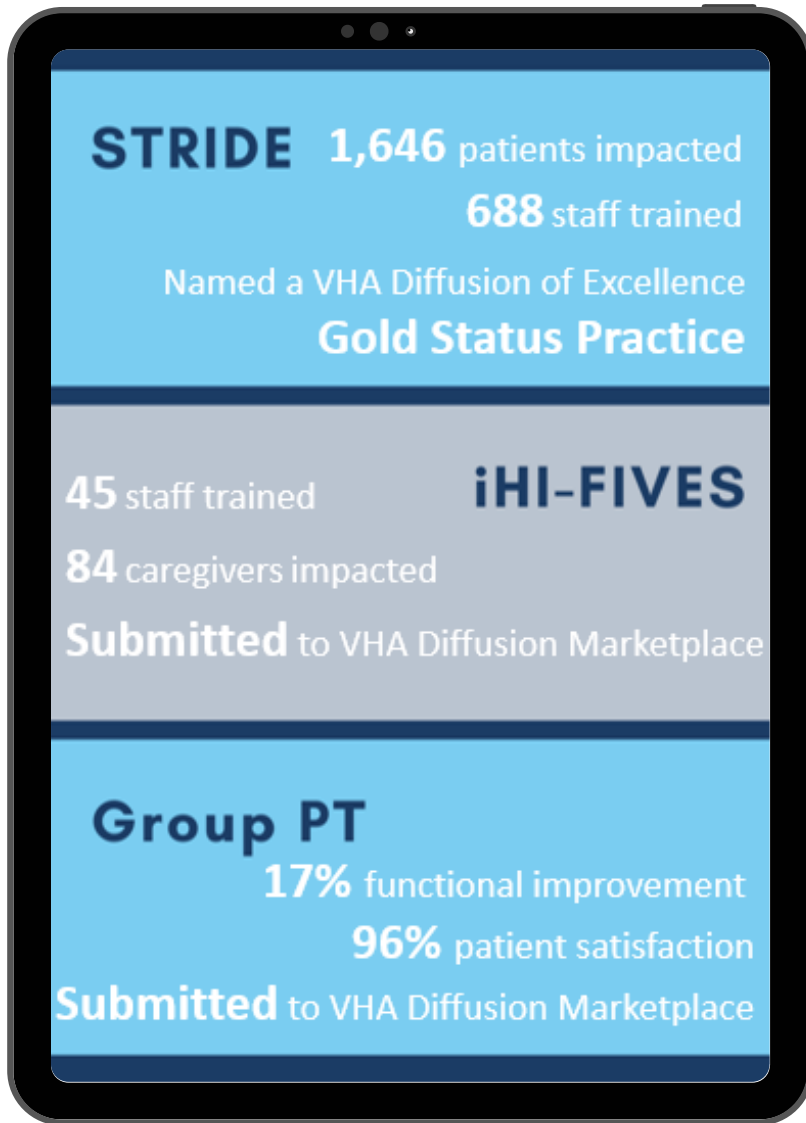 STRIDE 1,646 patients impacted
688 staff trained
Named a VHA Diffusion of Excellence
Gold Status Practice
iHI-FIVES
45 staff trained
84 caregivers impacted
Submitted to VHA Diffusion Marketplace
Group PT
17% functional improvement
96% patient satisfaction
Submitted to VHA Diffusion Marketplace